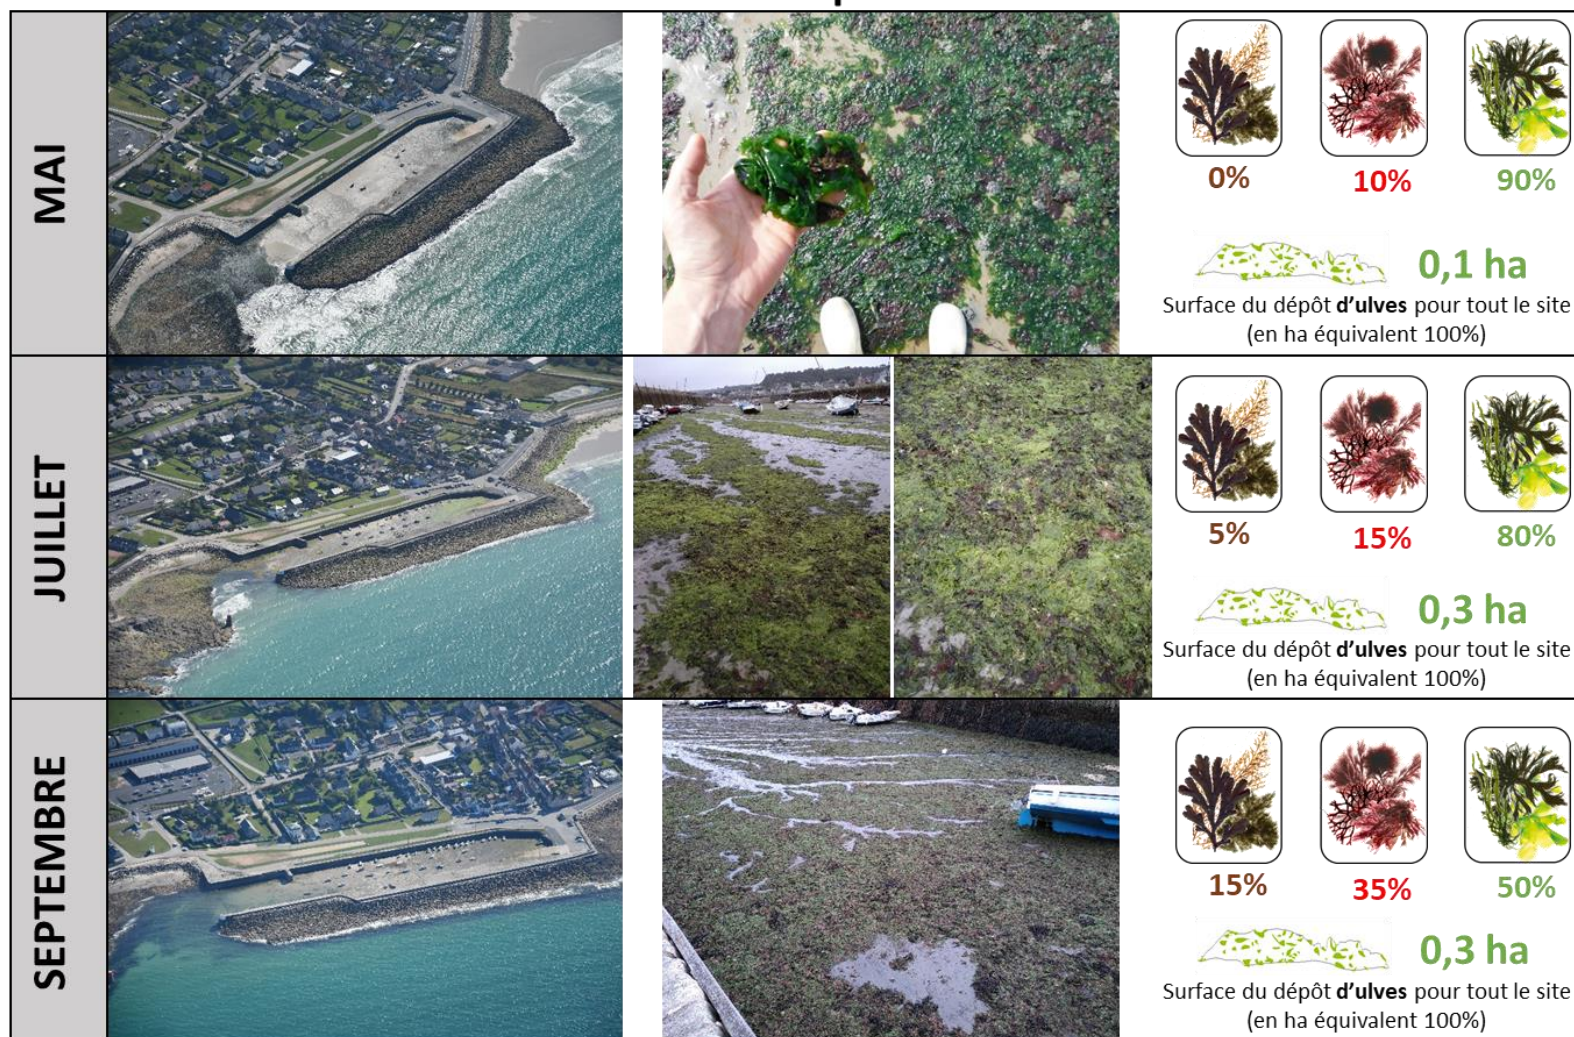 MAI
0%
10%
90%
0,1 ha
Surface du dépôt d'ulves pour tout le site
(en ha équivalent 100%)
JUILLET
5%
15%
80%
0,3 ha
Surface du dépôt d'ulves pour tout le site
(en ha équivalent 100%)
SEPTEMBRE
15%
35%
50%
0,3 ha
Surface du dépôt d'ulves pour tout le site
(en ha équivalent 100%)